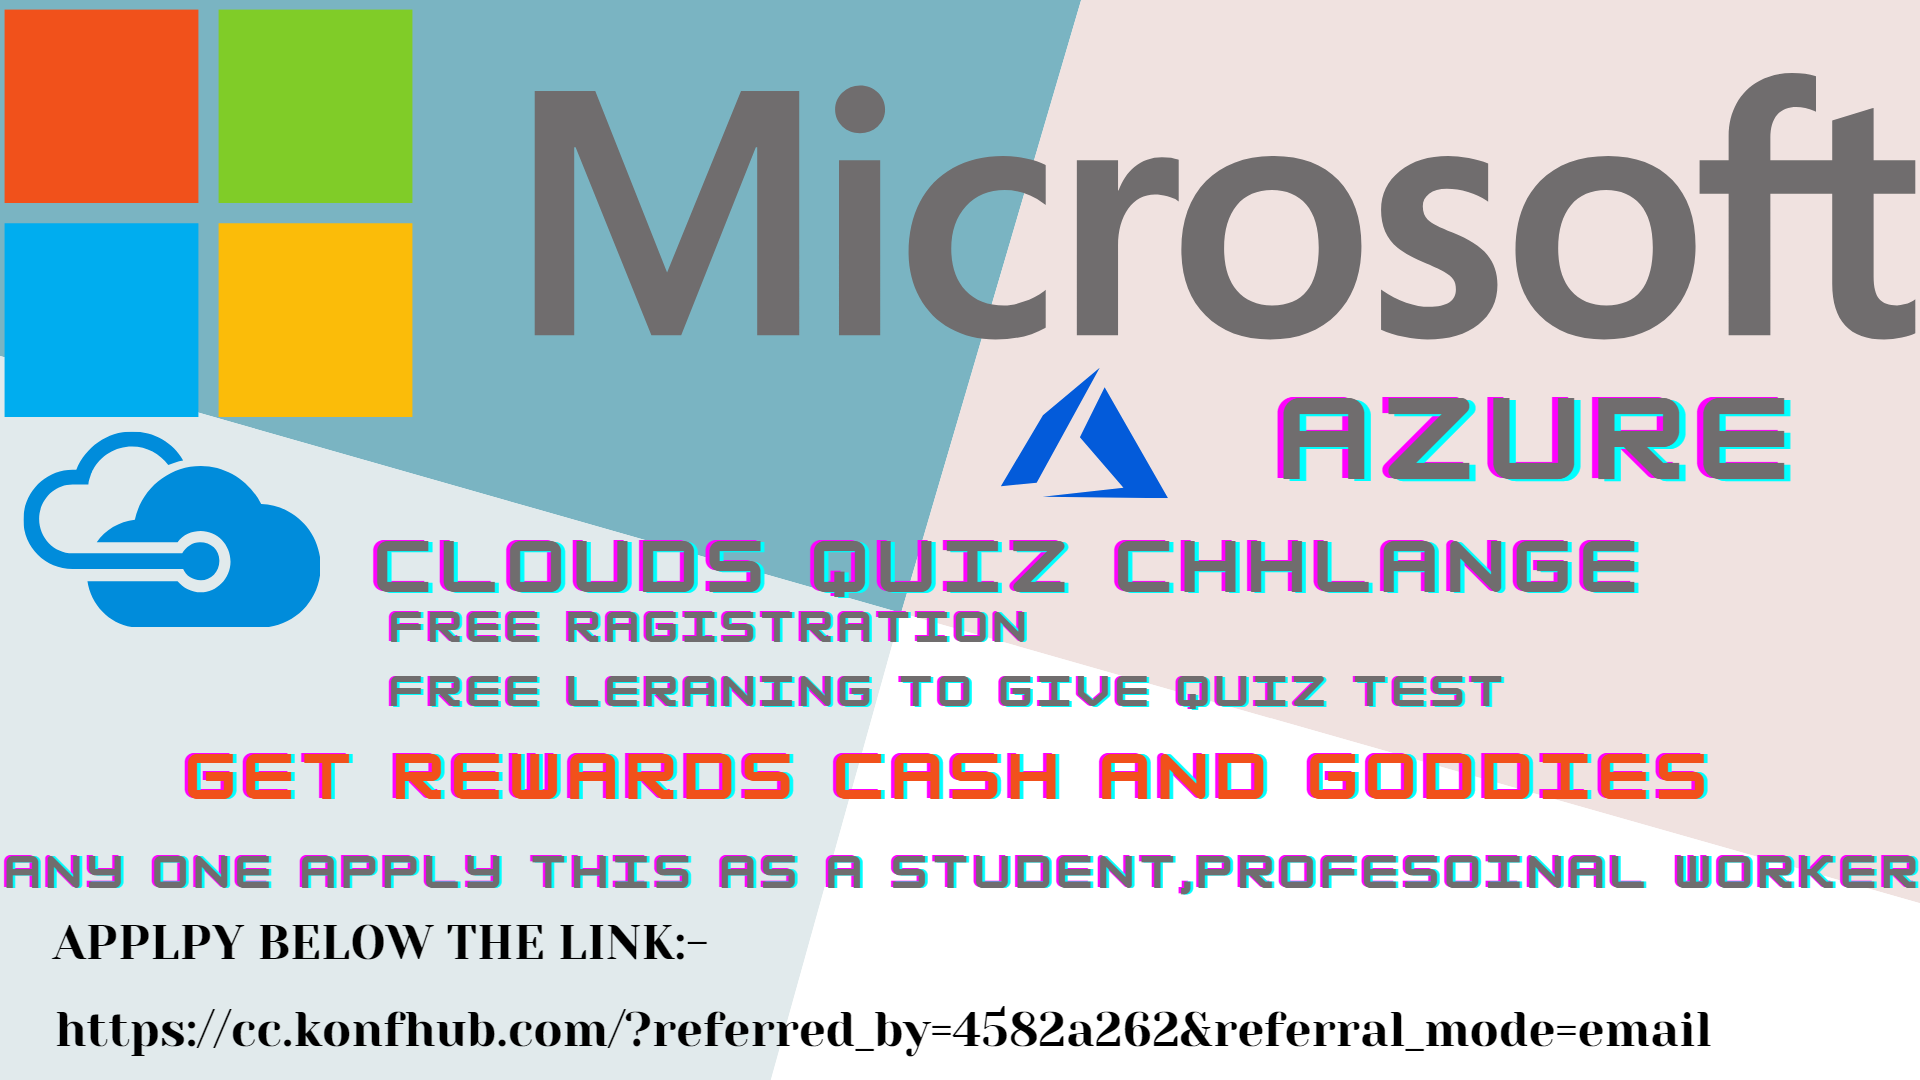 Microsoft
AZURE
CLOUDS QUIZ CHHLANGE
FREE RAGISTRATION
FREE LERANING TO GIVE QUIZ TEST
GET REWARDS CASH AND GODDIES
ANY ONE APPLY THIS AS A STUDENT,PROFESOINAL WORKER
APPLPY BELOW THE LINK:-
https://cc.konfhub.com/?referred_by=4582a262&referral_mode=email